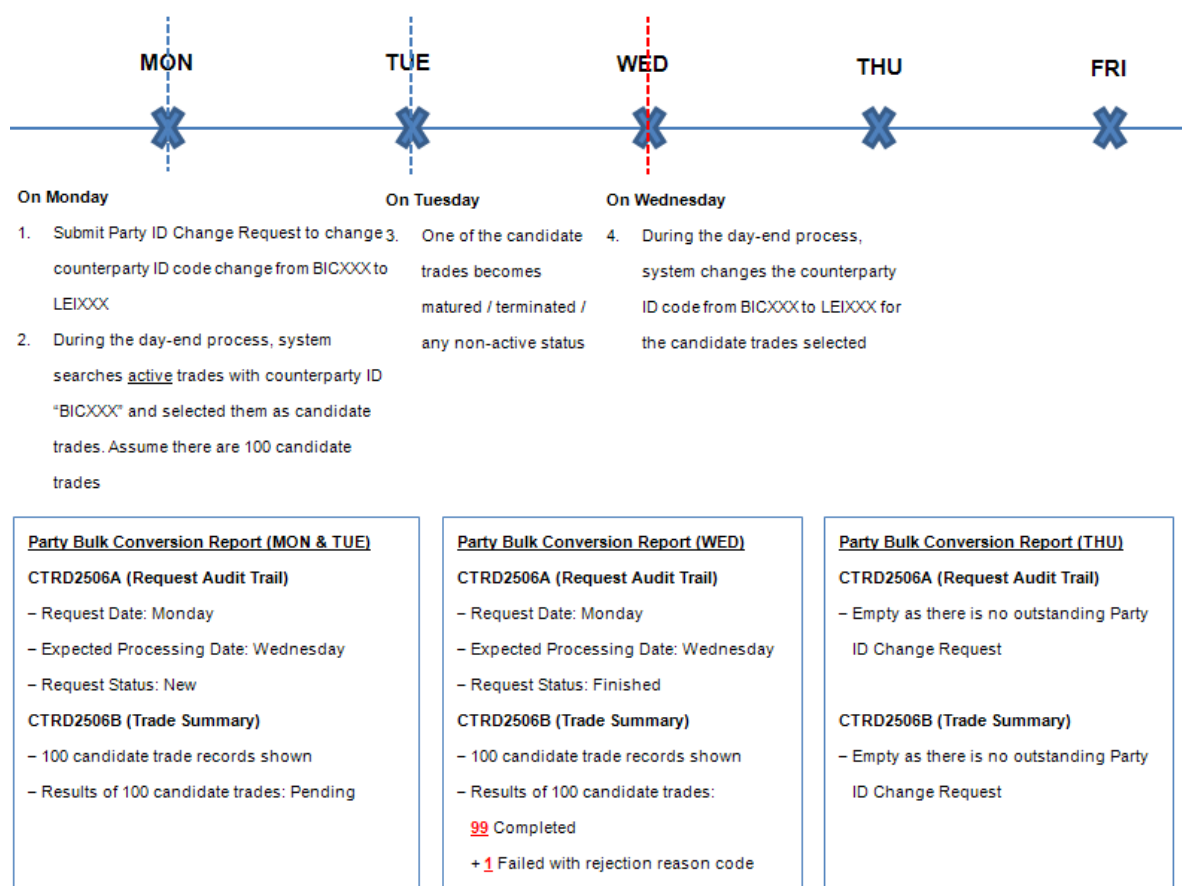 MON
TUE
WED
THU
FRI
On Monday
1. Submit Party ID Change Request to change
counterparty ID code change from BICXXX to
LEIXXX
2. During the day-end process, system
searches active trades with counterparty ID
“BICXXX” and selected them as candidate
trades. Assume there are 100 candidate
trades
On Tuesday
3. One of the candidate
trades becomes
matured / terminated /
any non-active status
On Wednesday
4. During the day-end process,
system changes the counterparty
ID code from BICXXX to LEIXXX for
the candidate trades selected
Party Bulk Conversion Report (MON & TUE)
CTRD2506A (Request Audit Trail)
– Request Date: Monday
– Expected Processing Date: Wednesday
– Request Status: New
CTRD2506B (Trade Summary)
– 100 candidate trade records shown
– Results of 100 candidate trades: Pending
Party Bulk Conversion Report (WED)
CTRD2506A (Request Audit Trail)
– Request Date: Monday
– Expected Processing Date: Wednesday
– Request Status: Finished
CTRD2506B (Trade Summary)
– 100 candidate trade records shown
– Results of 100 candidate trades:
99 Completed
+ 1 Failed with rejection reason code
Party Bulk Conversion Report (THU)
CTRD2506A (Request Audit Trail)
– Empty as there is no outstanding Party
ID Change Request
CTRD2506B (Trade Summary)
– Empty as there is no outstanding Party
ID Change Request